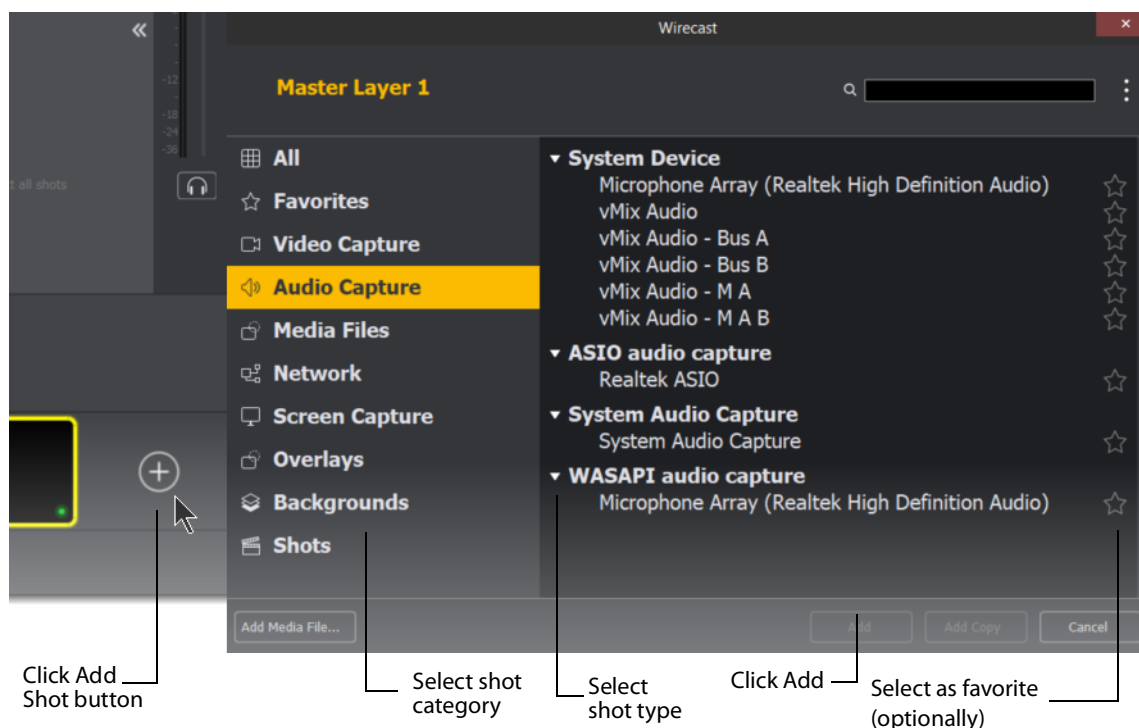 «
Wirecast
×
-12
-18
-24
-36
Master Layer 1
t all shots
All
Favorites
Video Capture
Audio Capture
Media Files
Network
Screen Capture
Overlays
Backgrounds
Shots
System Device
Microphone Array (Realtek High Definition Audio)
vMix Audio
vMix Audio - Bus A
vMix Audio - Bus B
vMix Audio - M A
vMix Audio - M A B
ASIO audio capture
Realtek ASIO
System Audio Capture
System Audio Capture
WASAPI audio capture
Microphone Array (Realtek High Definition Audio)
Add Media File...
Add
Add Copy
Cancel
Click Add
Shot button
Select shot
category
Select
shot type
Click Add
Select as favorite
(optionally)